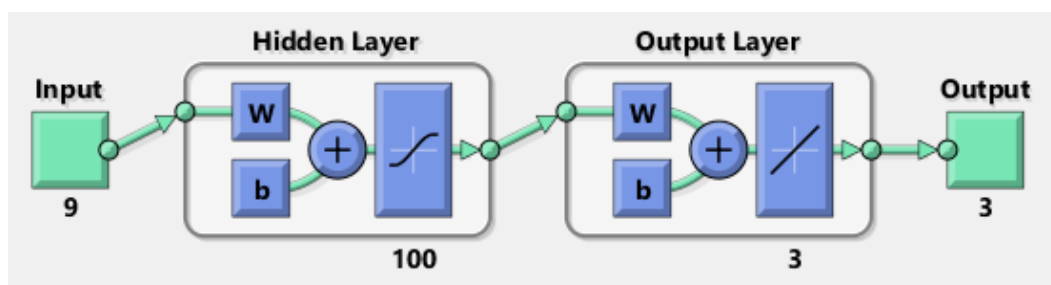 Hidden Layer
Output Layer
Input
Output
W
W
+
+
b
b
9
3
100
3